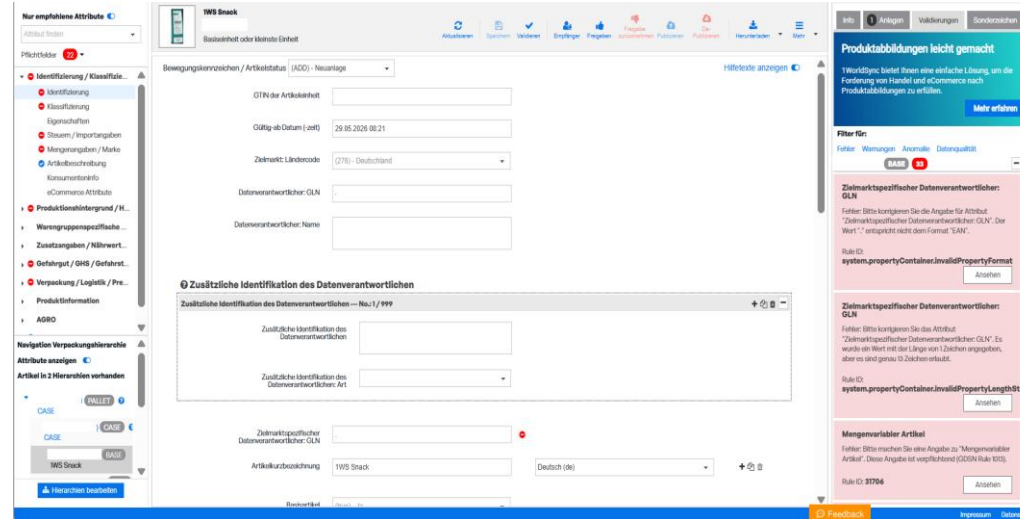 Nur empfohlene Attribute
Attribut finden
Pflichtfelder 22
Identifizierung / Klassifizie...
Identifizierung
Klassifizierung
Eigenschaften
Steuern / Importangaben
Mengenangaben / Marke
Artikelbeschreibung
Konsumenteninfo
eCommerce Attribute
Produktionshintergrund / H...
Warengruppenspezifische ...
Zusatzangaben / Nährwert...
Gefahrgut / GHS / Gefahrst...
Verpackung / Logistik / Pre...
Produktinformation
AGRO
Navigation Verpackungshierarchie
Attribute anzeigen
Artikel in 2 Hierarchien vorhanden
PALLET
CASE
CASE
CASE
BASE
1WS Snack
Hierarchien bearbeiten
1WS Snack
Basiseinheit oder kleinste Einheit
Aktualisieren
Speichern
Validieren
Empfänger
Freigeben
Freigabe zurücknehmen
Publizieren
De-Publizieren
Herunterladen
Mehr
Bewegungskennzeichen / Artikelstatus (ADD) - Neuanlage
Hilfetexte anzeigen
GTIN der Artikeleinheit
Gültig-ab Datum (-zeit) 29.05.2026 08:21
Zielmarkt: Ländercode (276) - Deutschland
Datenverantwortlicher: GLN .
Datenverantwortlicher: Name
Zusätzliche Identifikation des Datenverantwortlichen
Zusätzliche Identifikation des Datenverantwortlichen — No.: 1 / 999
Zusätzliche Identifikation des
Datenverantwortlichen
Zusätzliche Identifikation des
Datenverantwortlichen: Art
Zielmarktspezifischer
Datenverantwortlicher: GLN .
Artikelkurzbezeichnung 1WS Snack Deutsch (de)
Basisartikel
Info
1 Anlagen
Validierungen
Sonderzeichen
Produktabbildungen leicht gemacht
1WorldSync bietet Ihnen eine einfache Lösung, um die
Forderung von Handel und eCommerce nach
Produktabbildungen zu erfüllen.
Mehr erfahren
Filter für:
Fehler Warnungen Anomalie Datenqualität
BASE 33
Zielmarktspezifischer Datenverantwortlicher:
GLN
Fehler: Bitte korrigieren Sie die Angabe für Attribut
"Zielmarktspezifischer Datenverantwortlicher: GLN". Der
Wert "." entspricht nicht dem Format "EAN".
Rule ID:
system.propertyContainer.invalidPropertyFormat
Ansehen
Zielmarktspezifischer Datenverantwortlicher:
GLN
Fehler: Bitte korrigieren Sie das Attribut
"Zielmarktspezifischer Datenverantwortlicher: GLN". Es
wurde ein Wert mit der Länge von 1 Zeichen angegeben,
aber es sind genau 13 Zeichen erlaubt.
Rule ID:
system.propertyContainer.invalidPropertyLengthSt
Ansehen
Mengenvariabler Artikel
Fehler: Bitte machen Sie eine Angabe zu "Mengenvariabler
Artikel". Diese Angabe ist verpflichtend (GDSN Rule 1013).
Rule ID: 31706
Ansehen
Feedback
Impressum Datens